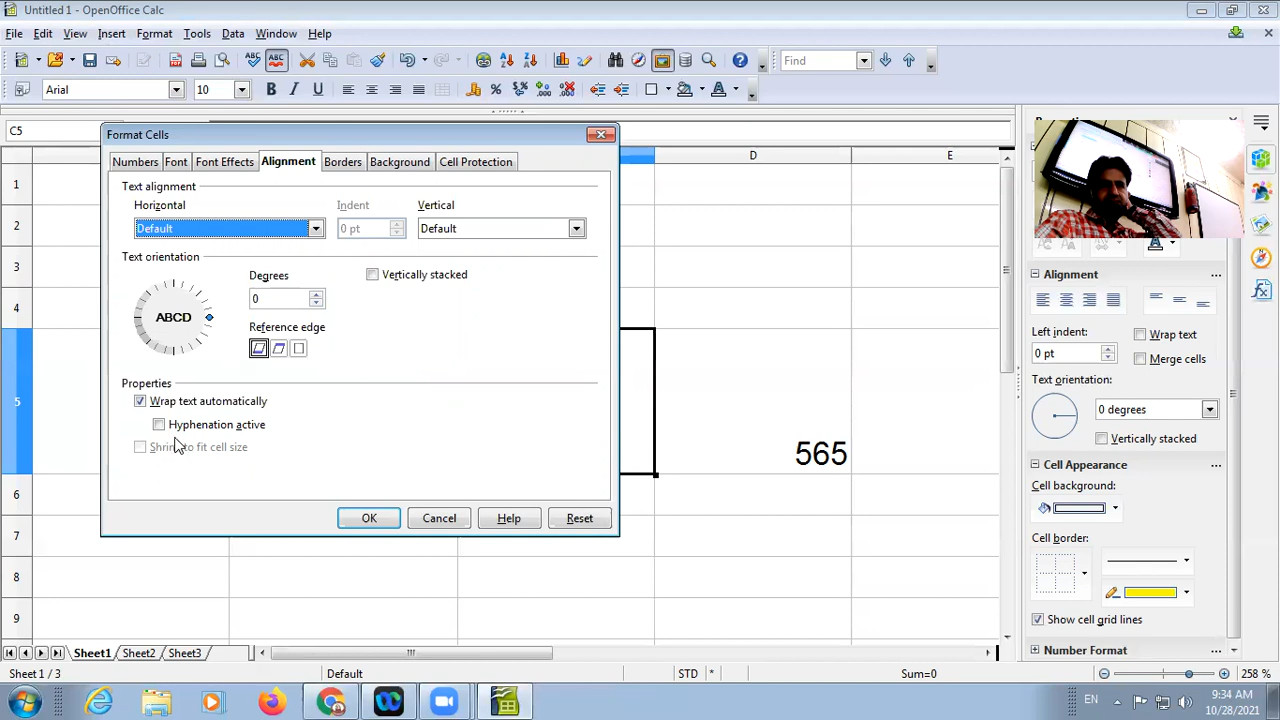 Untitled 1 - OpenOffice Calc
File Edit View Insert Format Tools Data Window Help
Find
Arial 10
C5
Format Cells
Numbers Font Font Effects Alignment Borders Background Cell Protection
Text alignment
Horizontal Indent Vertical
Default 0 pt Default
Text orientation
Degrees
Vertically stacked
ABCD
0
Reference edge
Properties
Wrap text automatically
Hyphenation active
Shrink to fit cell size
OK Cancel Help Reset
D E
1
2
3
4
5
565
6
7
8
9
Alignment
Left indent: Wrap text
0 pt Merge cells
Text orientation:
0 degrees
Vertically stacked
Cell Appearance
Cell background:
Cell border:
Show cell grid lines
Number Format
Sheet1 Sheet2 Sheet3
Sheet 1 / 3 Default STD * Sum=0 258 %
EN 9:34 AM
10/28/2021